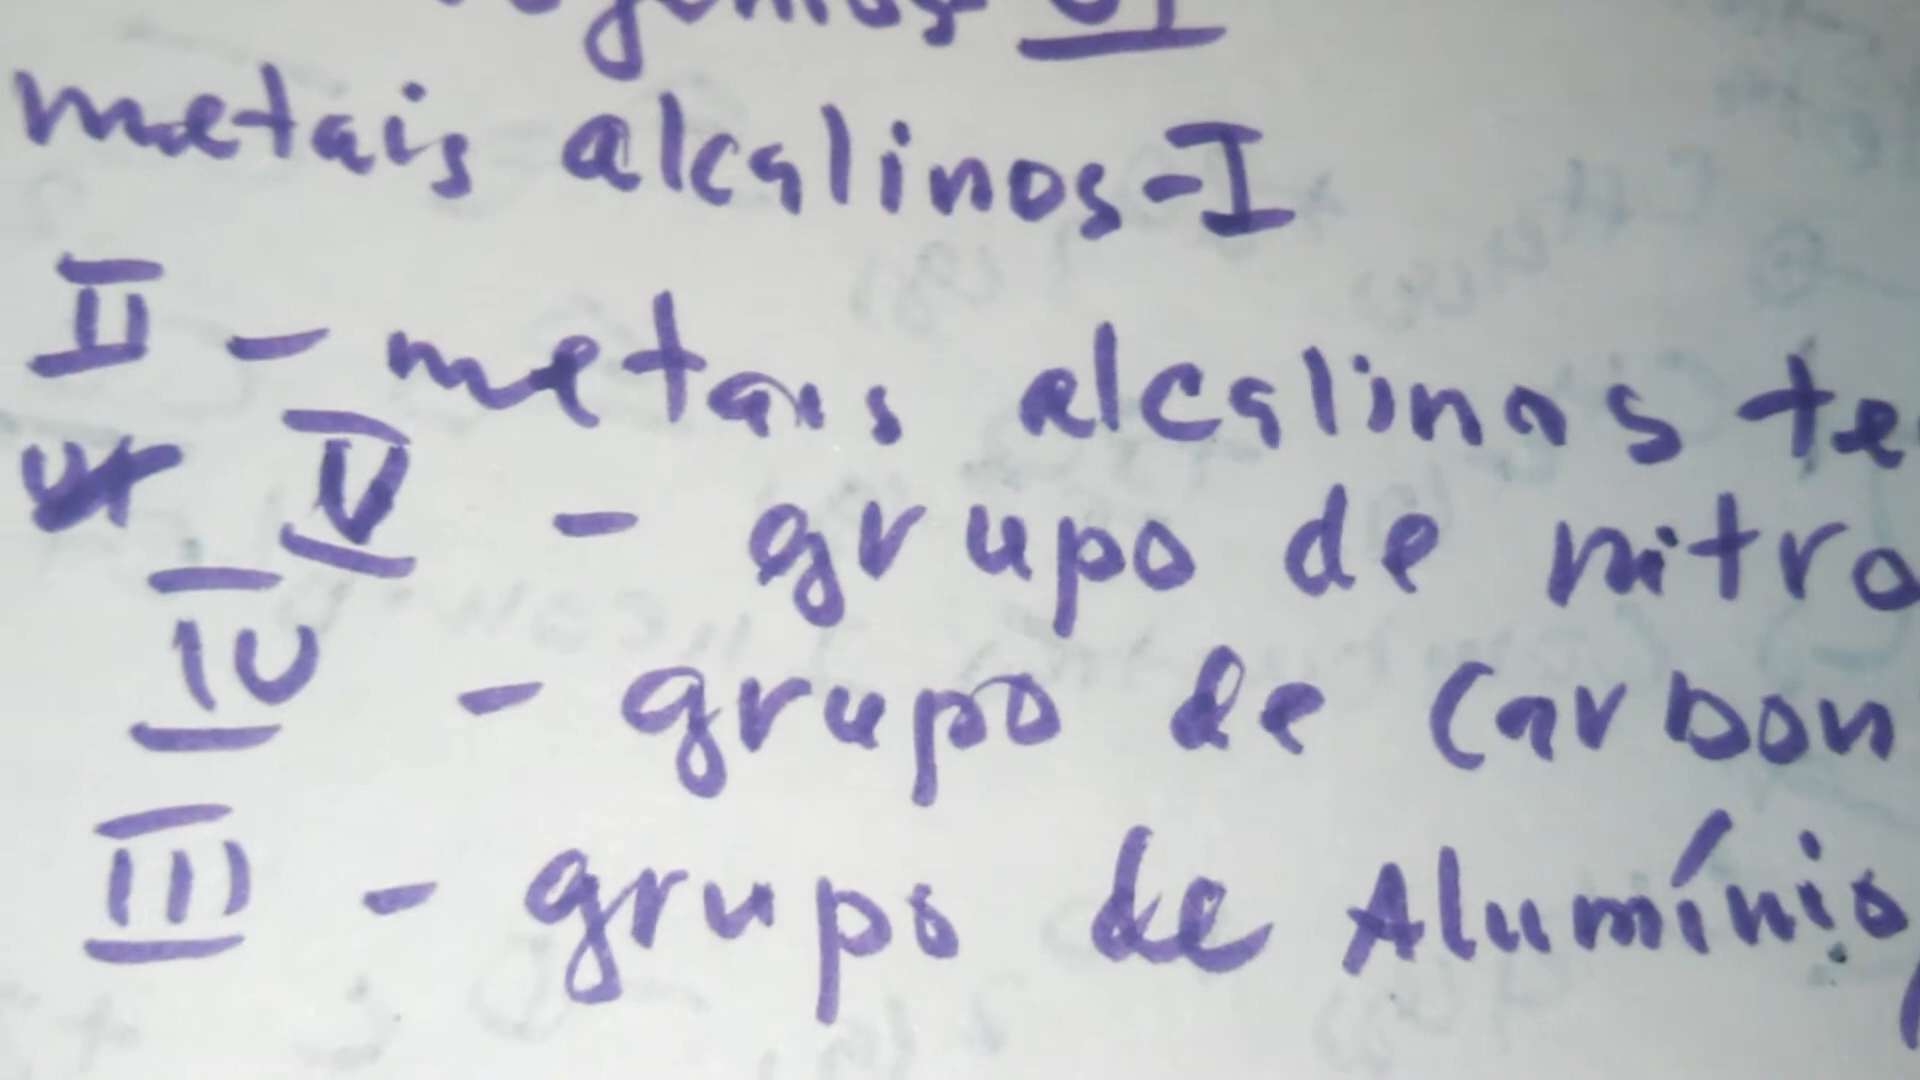 metais alcalinos - I
II - metais alcalinos te
V - grupo de nitro
IV - grupo de Carbon
III - grupo de Alumínio